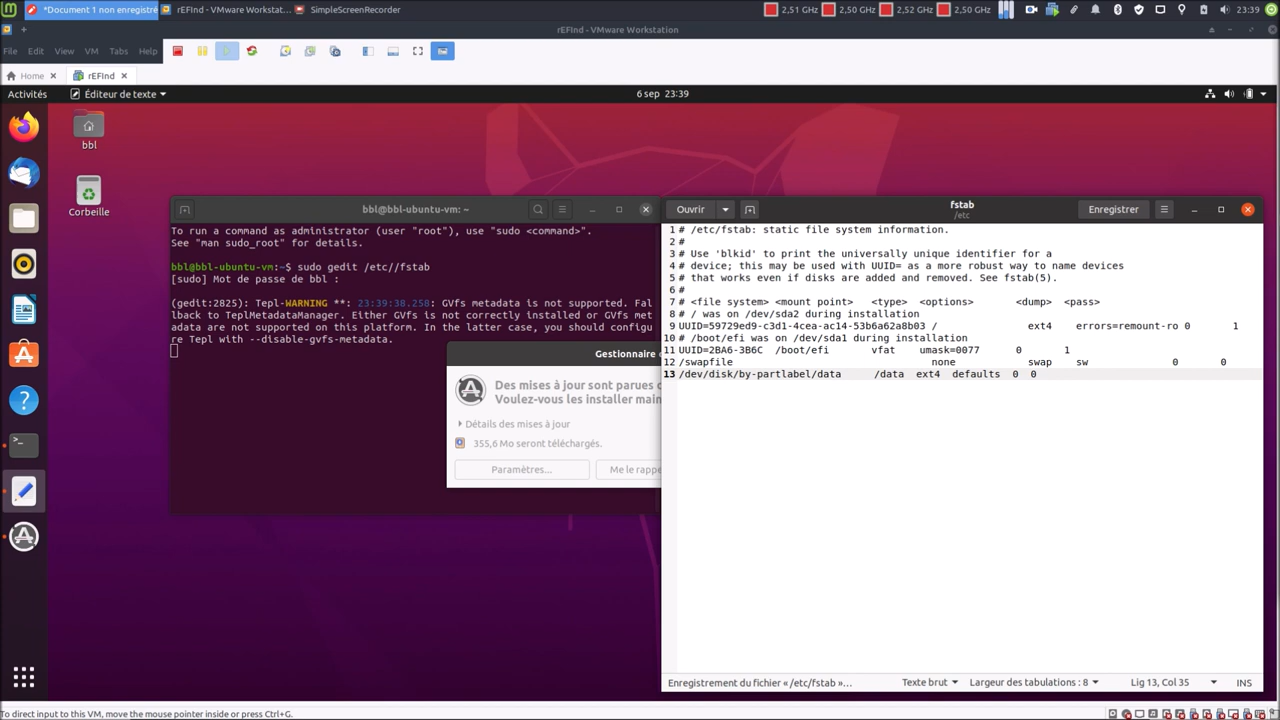 *Document 1 non enregistré
rEFInd - VMware Workstat...
SimpleScreenRecorder
2,51 GHz
2,50 GHz
2,52 GHz
2,50 GHz
23:39
rEFInd - VMware Workstation
File Edit View VM Tabs Help
Home
rEFInd
Activités
Éditeur de texte
6 sep 23:39
bbl
Corbeille
bbl@bbl-ubuntu-vm: ~
To run a command as administrator (user "root"), use "sudo <command>".
See "man sudo_root" for details.
bbl@bbl-ubuntu-vm:~$ sudo gedit /etc//fstab
[sudo] Mot de passe de bbl :
(gedit:2825): Tepl-WARNING **: 23:39:38.258: GVfs metadata is not supported. Fal
lback to TeplMetadataManager. Either GVfs is not correctly installed or GVfs met
adata are not supported on this platform. In the latter case, you should configu
re Tepl with --disable-gvfs-metadata.
Gestionnaire
Des mises à jour sont parues
Voulez-vous les installer main
Détails des mises à jour
355,6 Mo seront téléchargés.
Paramètres...
Me le rappe
Ouvrir
fstab
/etc
Enregistrer
1 # /etc/fstab: static file system information.
2 #
3 # Use 'blkid' to print the universally unique identifier for a
4 # device; this may be used with UUID= as a more robust way to name devices
5 # that works even if disks are added and removed. See fstab(5).
6 #
7 # <file system> <mount point> <type> <options> <dump> <pass>
8 # / was on /dev/sda2 during installation
9 UUID=59729ed9-c3d1-4cea-ac14-53b6a62a8b03 / ext4 errors=remount-ro 0 1
10 # /boot/efi was on /dev/sda1 during installation
11 UUID=2BA6-3B6C /boot/efi vfat umask=0077 0 1
12 /swapfile none swap sw 0 0
13 /dev/disk/by-partlabel/data /data ext4 defaults 0 0
Enregistrement du fichier « /etc/fstab »...
Texte brut
Largeur des tabulations : 8
Lig 13, Col 35
INS
To direct input to this VM, move the mouse pointer inside or press Ctrl+G.